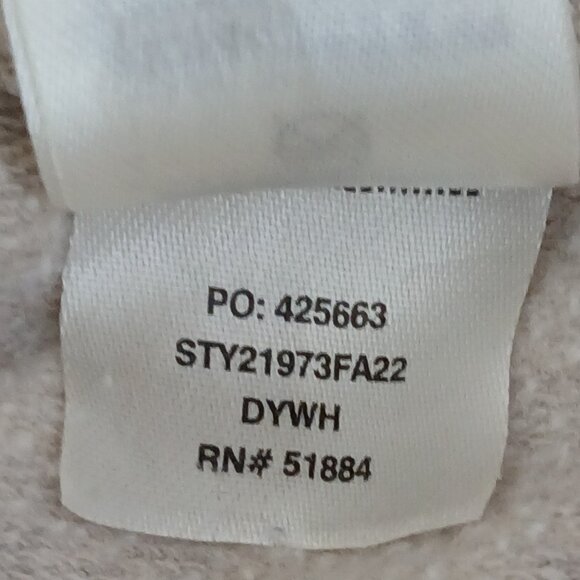 PO: 425663
STY21973FA22
DYWH
RN# 51884